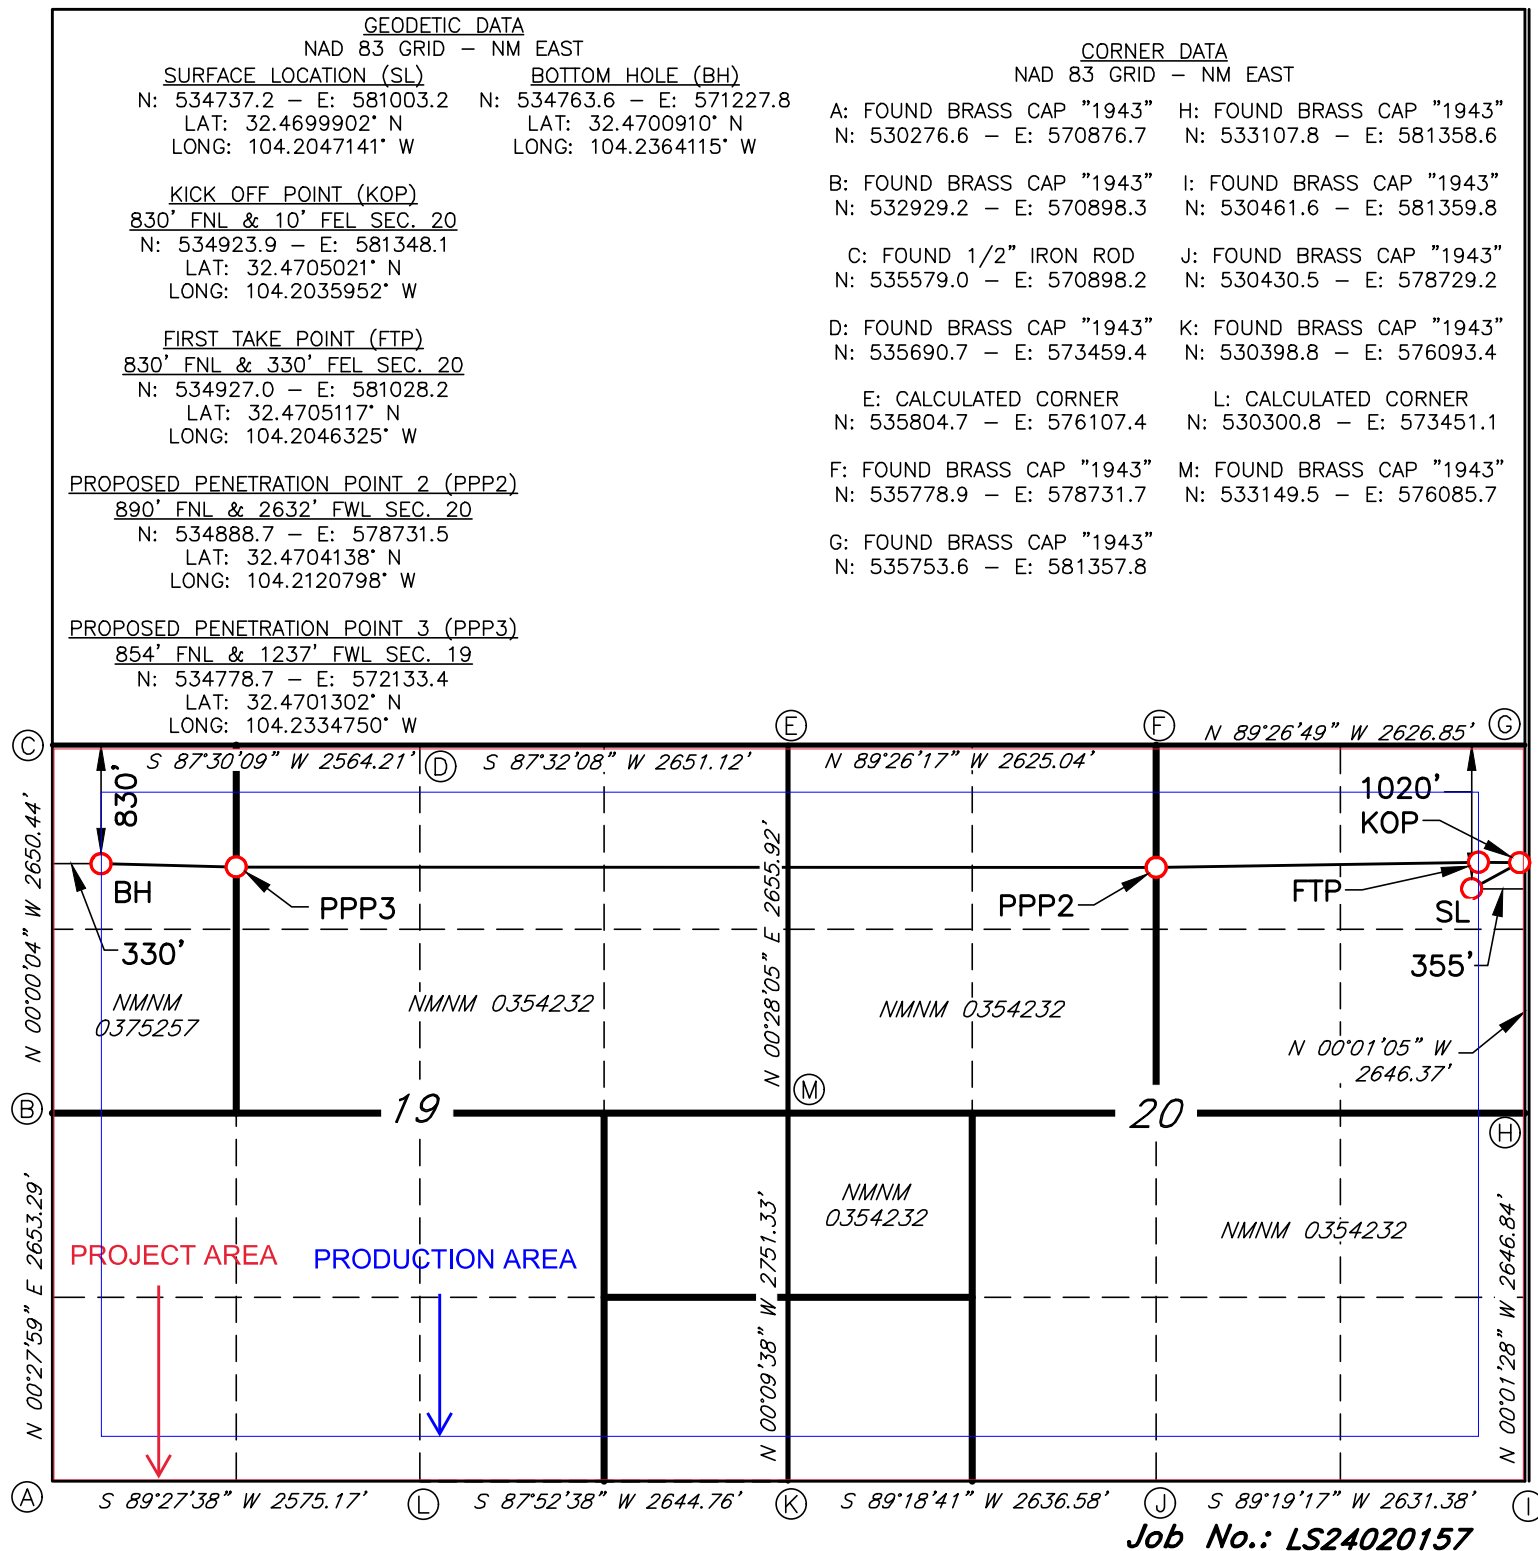 GEODETIC DATA
NAD 83 GRID – NM EAST
SURFACE LOCATION (SL)
N: 534737.2 – E: 581003.2
LAT: 32.4699902° N
LONG: 104.2047141° W
BOTTOM HOLE (BH)
N: 534763.6 – E: 571227.8
LAT: 32.4700910° N
LONG: 104.2364115° W
KICK OFF POINT (KOP)
830' FNL & 10' FEL SEC. 20
N: 534923.9 – E: 581348.1
LAT: 32.4705021° N
LONG: 104.2035952° W
FIRST TAKE POINT (FTP)
830' FNL & 330' FEL SEC. 20
N: 534927.0 – E: 581028.2
LAT: 32.4705117° N
LONG: 104.2046325° W
PROPOSED PENETRATION POINT 2 (PPP2)
890' FNL & 2632' FWL SEC. 20
N: 534888.7 – E: 578731.5
LAT: 32.4704138° N
LONG: 104.2120798° W
PROPOSED PENETRATION POINT 3 (PPP3)
854' FNL & 1237' FWL SEC. 19
N: 534778.7 – E: 572133.4
LAT: 32.4701302° N
LONG: 104.2334750° W
CORNER DATA
NAD 83 GRID – NM EAST
A: FOUND BRASS CAP "1943"
N: 530276.6 – E: 570876.7
B: FOUND BRASS CAP "1943"
N: 532929.2 – E: 570898.3
C: FOUND 1/2" IRON ROD
N: 535579.0 – E: 570898.2
D: FOUND BRASS CAP "1943"
N: 535690.7 – E: 573459.4
E: CALCULATED CORNER
N: 535804.7 – E: 576107.4
F: FOUND BRASS CAP "1943"
N: 535778.9 – E: 578731.7
G: FOUND BRASS CAP "1943"
N: 535753.6 – E: 581357.8
H: FOUND BRASS CAP "1943"
N: 533107.8 – E: 581358.6
I: FOUND BRASS CAP "1943"
N: 530461.6 – E: 581359.8
J: FOUND BRASS CAP "1943"
N: 530430.5 – E: 578729.2
K: FOUND BRASS CAP "1943"
N: 530398.8 – E: 576093.4
L: CALCULATED CORNER
N: 530300.8 – E: 573451.1
M: FOUND BRASS CAP "1943"
N: 533149.5 – E: 576085.7
C
S 87°30'09" W 2564.21'
D
S 87°32'08" W 2651.12'
E
N 89°26'17" W 2625.04'
F
N 89°26'49" W 2626.85'
G
830'
1020'
KOP
BH
PPP3
PPP2
FTP
SL
330'
355'
N 00°00'04" W 2650.44'
N 00°28'05" E 2655.92'
NMNM
0375257
NMNM 0354232
NMNM 0354232
N 00°01'05" W
2646.37'
B
19
M
20
H
N 00°27'59" E 2653.29'
N 00°09'38" W 2751.33'
NMNM
0354232
NMNM 0354232
N 00°01'28" W 2646.84'
PROJECT AREA
PRODUCTION AREA
A
S 89°27'38" W 2575.17'
L
S 87°52'38" W 2644.76'
K
S 89°18'41" W 2636.58'
J
S 89°19'17" W 2631.38'
I
Job No.: LS24020157